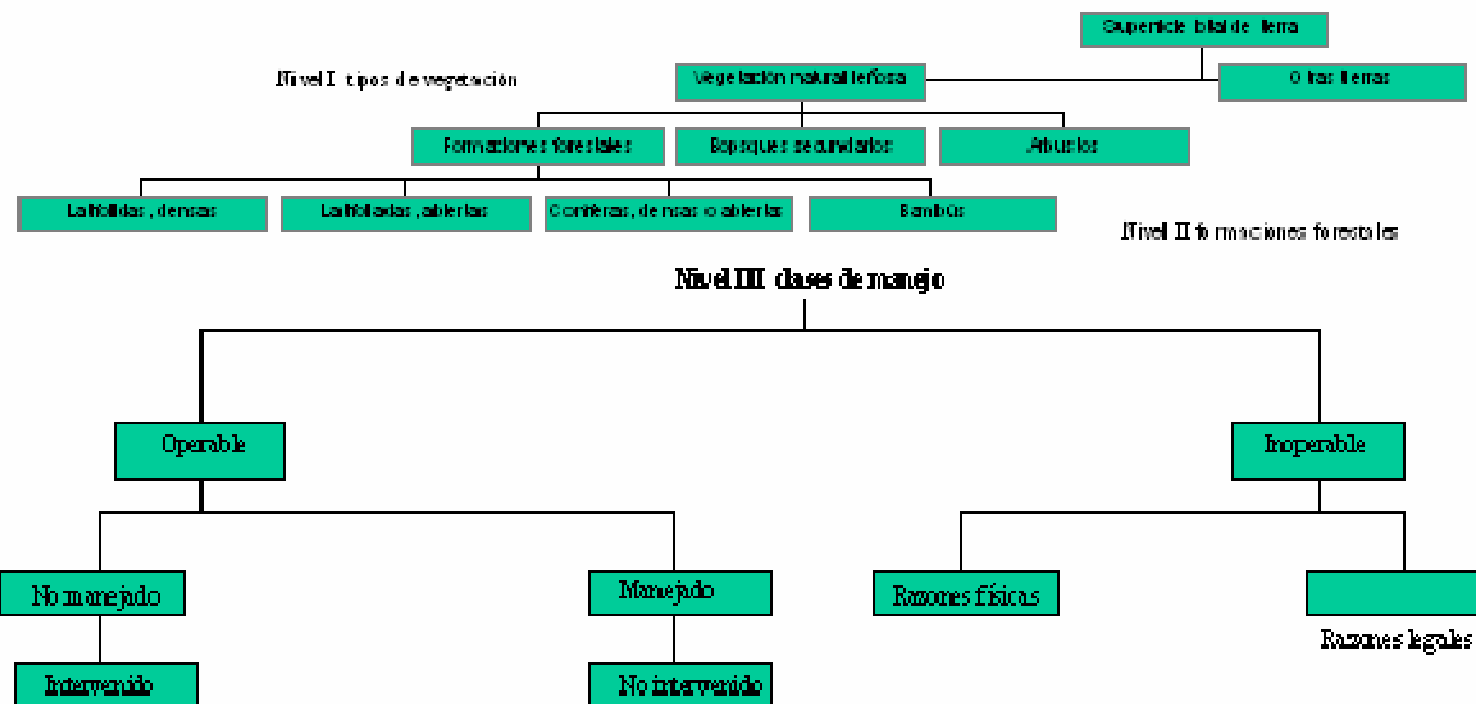 Superficie total de tierra
Nivel I tipos de vegetación
Vegetación natural leñosa
Otras tierras
Formaciones forestales
Bopsques secundarios
Arbustos
Latifólidas, densas
Latifoliadas, abiertas
Coníferas, densas o abiertas
Bambús
Nivel II formaciones forestales
Nivel III clases de manejo
Operable
Inoperable
No manejado
Manejado
Razones físicas
Razones legales
Intervenido
No intervenido